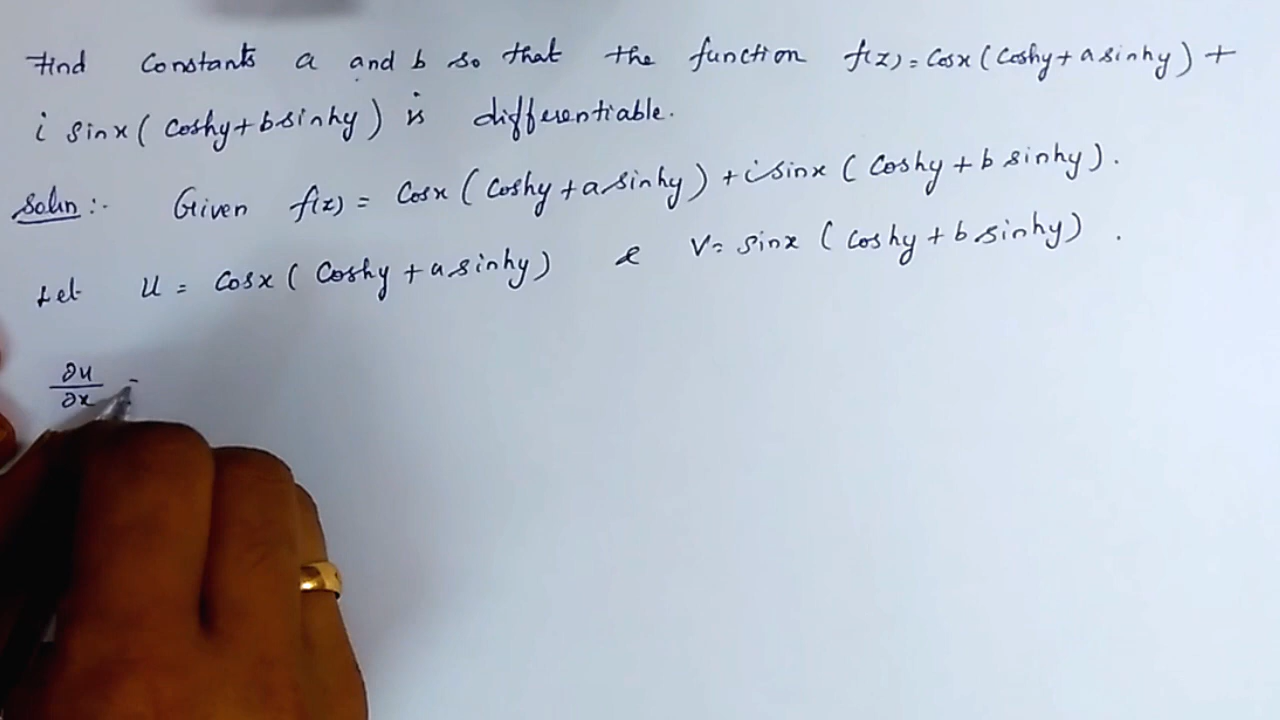 Find constants a and b so that the function f(z) = cosx (coshy + a sinhy) +
i sinx ( coshy + b sinhy ) is differentiable.
Soln :- Given f(z) = cosx ( coshy + a sinhy ) + i sinx ( coshy + b sinhy ).
Let u = cosx ( coshy + a sinhy ) & V = sinx ( coshy + b sinhy ) .
∂u/∂x =